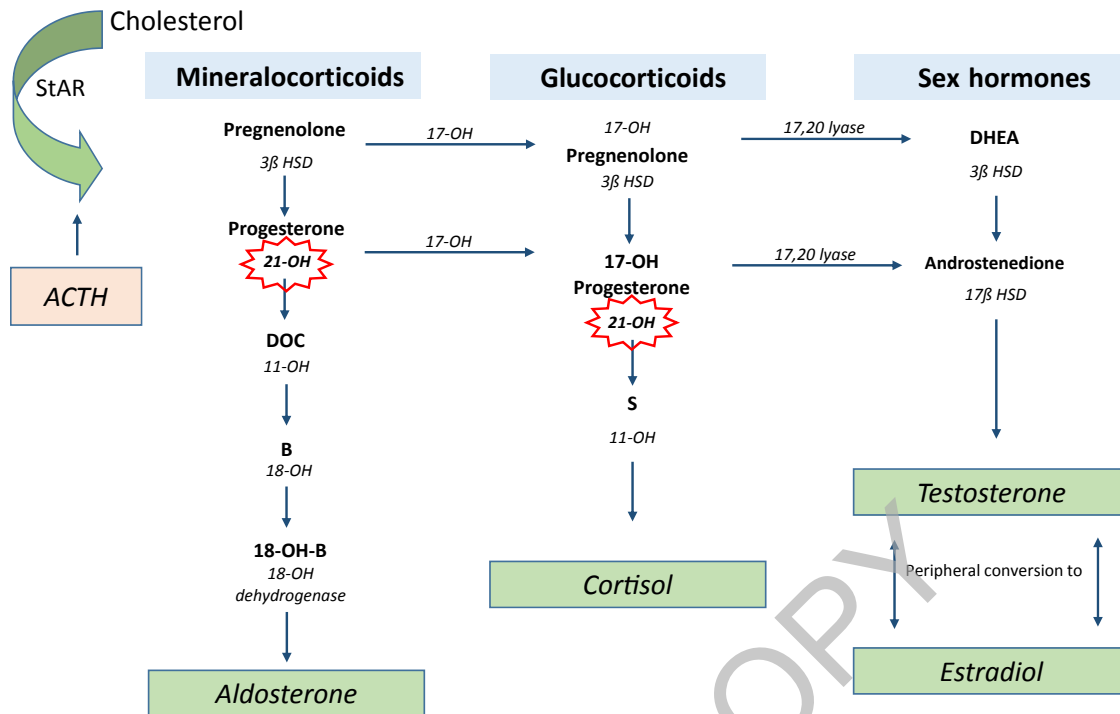 Cholesterol
StAR
ACTH
Mineralocorticoids
Pregnenolone
3ß HSD
Progesterone
21-OH
DOC
11-OH
B
18-OH
18-OH-B
18-OH
dehydrogenase
Aldosterone
17-OH
17-OH
Glucocorticoids
17-OH
Pregnenolone
3ß HSD
17-OH
Progesterone
21-OH
S
11-OH
Cortisol
17,20 lyase
17,20 lyase
Sex hormones
DHEA
3ß HSD
Androstenedione
17ß HSD
Testosterone
Peripheral conversion to
Estradiol
OPY